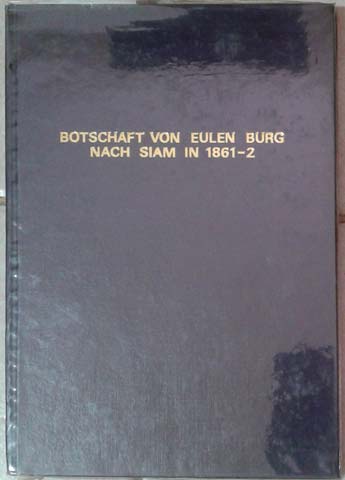 BOTSCHAFT VON EULEN BURG
NACH SIAM IN 1861-2